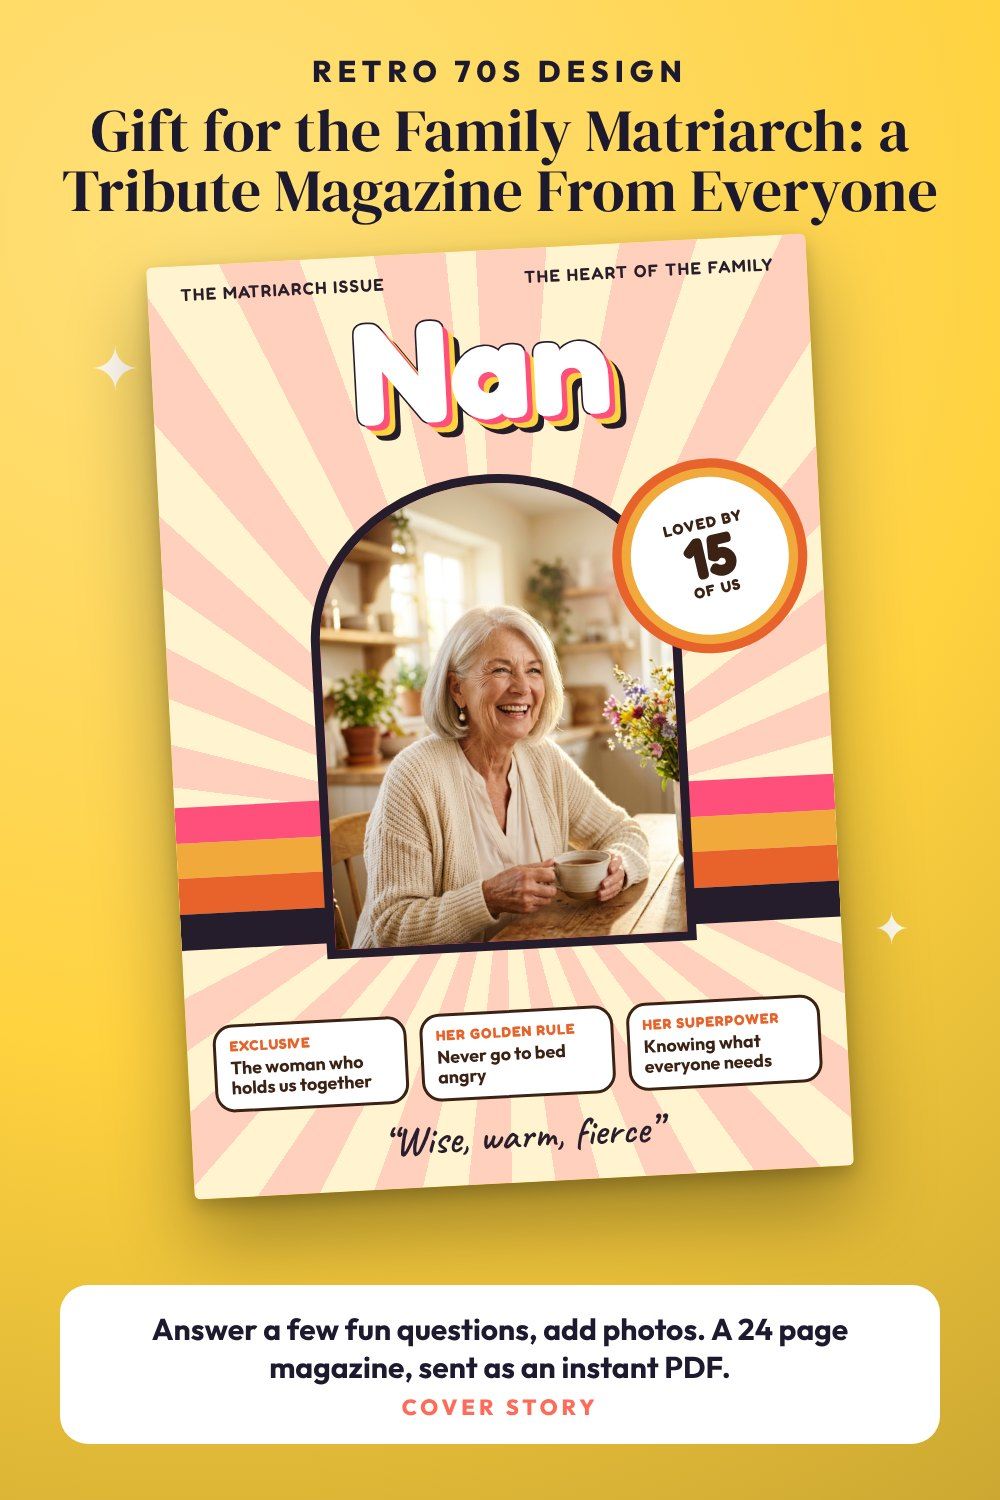 RETRO 70S DESIGN
Gift for the Family Matriarch: a
Tribute Magazine From Everyone
THE MATRIARCH ISSUE
THE HEART OF THE FAMILY
Nan
LOVED BY
15
OF US
EXCLUSIVE
The woman who
holds us together
HER GOLDEN RULE
Never go to bed
angry
HER SUPERPOWER
Knowing what
everyone needs
“Wise, warm, fierce”
Answer a few fun questions, add photos. A 24 page
magazine, sent as an instant PDF.
COVER STORY